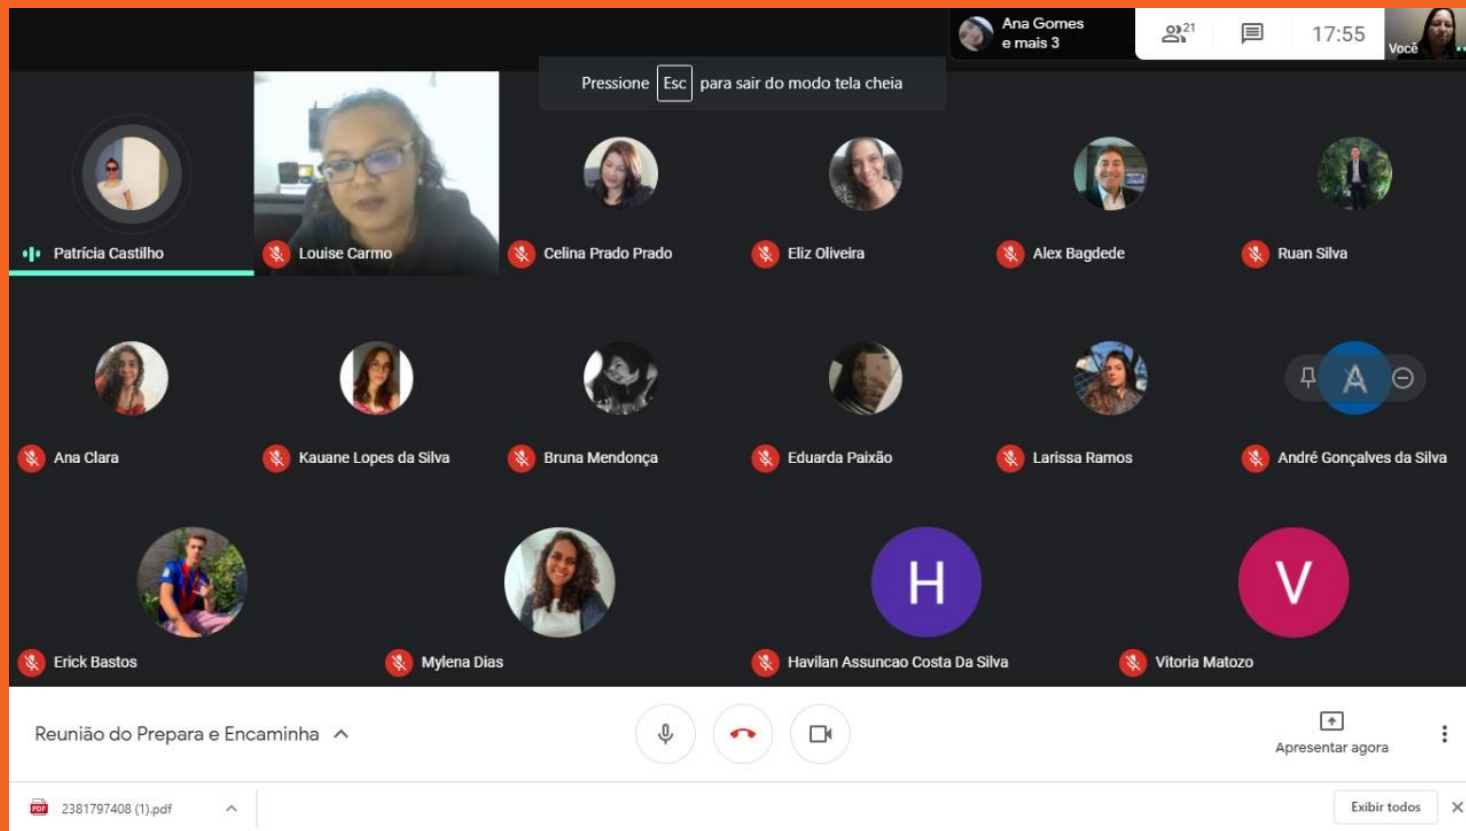 Ana Gomes
e mais 3
21
17:55
Você
Pressione Esc para sair do modo tela cheia
Patrícia Castilho
Louise Carmo
Celina Prado Prado
Eliz Oliveira
Alex Bagdede
Ruan Silva
Ana Clara
Kauane Lopes da Silva
Bruna Mendonça
Eduarda Paixão
Larissa Ramos
A
André Gonçalves da Silva
Erick Bastos
Mylena Dias
H
Havilan Assuncao Costa Da Silva
V
Vitoria Matozo
Reunião do Prepara e Encaminha
Apresentar agora
PDF
2381797408 (1).pdf
Exibir todos